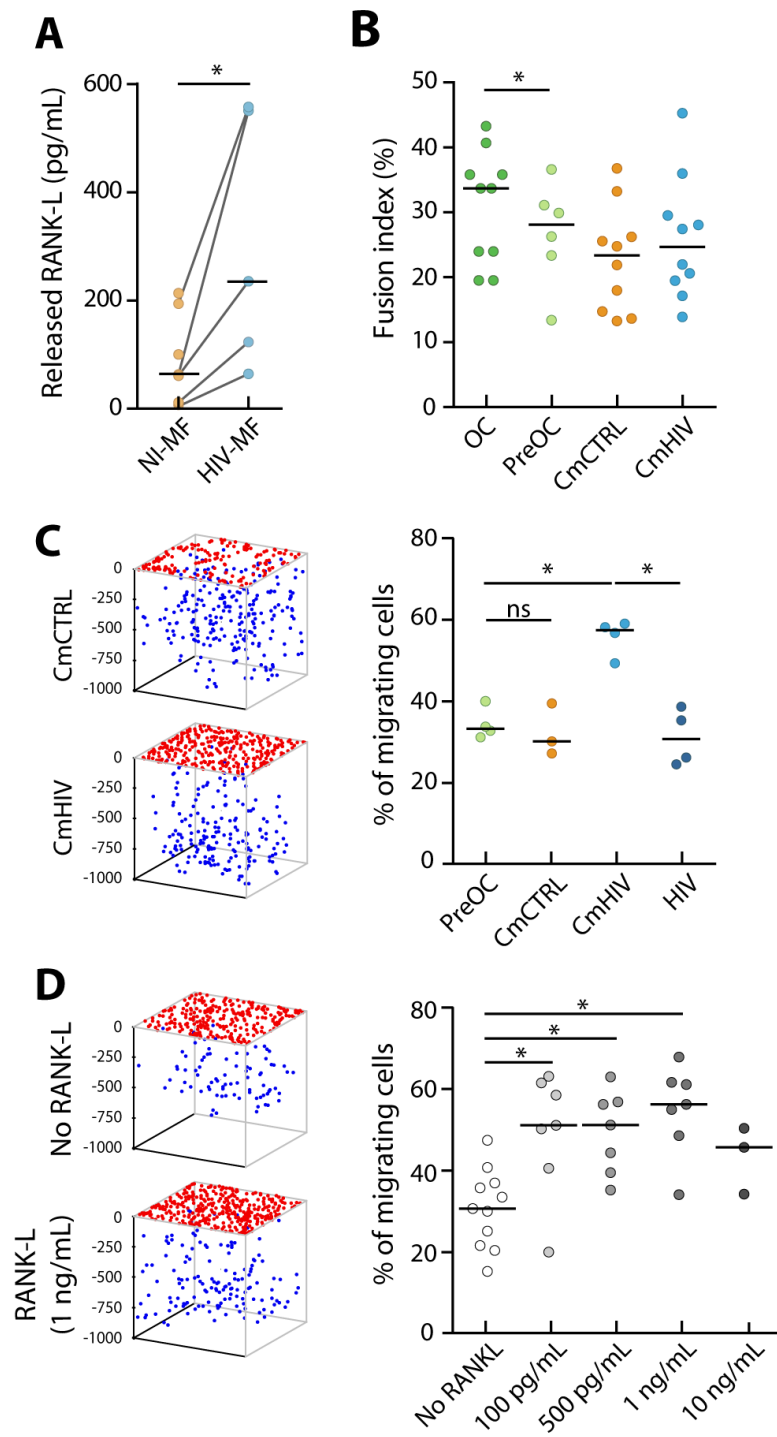 A
*
600
400
200
0
Released RANK-L (pg/mL)
NI-MF
HIV-MF
B
*
50
40
30
20
10
0
Fusion index (%)
OC
PreOC
CmCTRL
CmHIV
C
CmCTRL
0
-250
-500
-750
-1000
CmHIV
0
-250
-500
-750
-1000
80
60
40
20
0
% of migrating cells
*
*
ns
PreOC
CmCTRL
CmHIV
HIV
D
No RANK-L
0
-250
-500
-750
-1000
RANK-L
(1 ng/mL)
0
-250
-500
-750
-1000
80
60
40
20
0
% of migrating cells
*
*
*
No RANKL
100 pg/mL
500 pg/mL
1 ng/mL
10 ng/mL